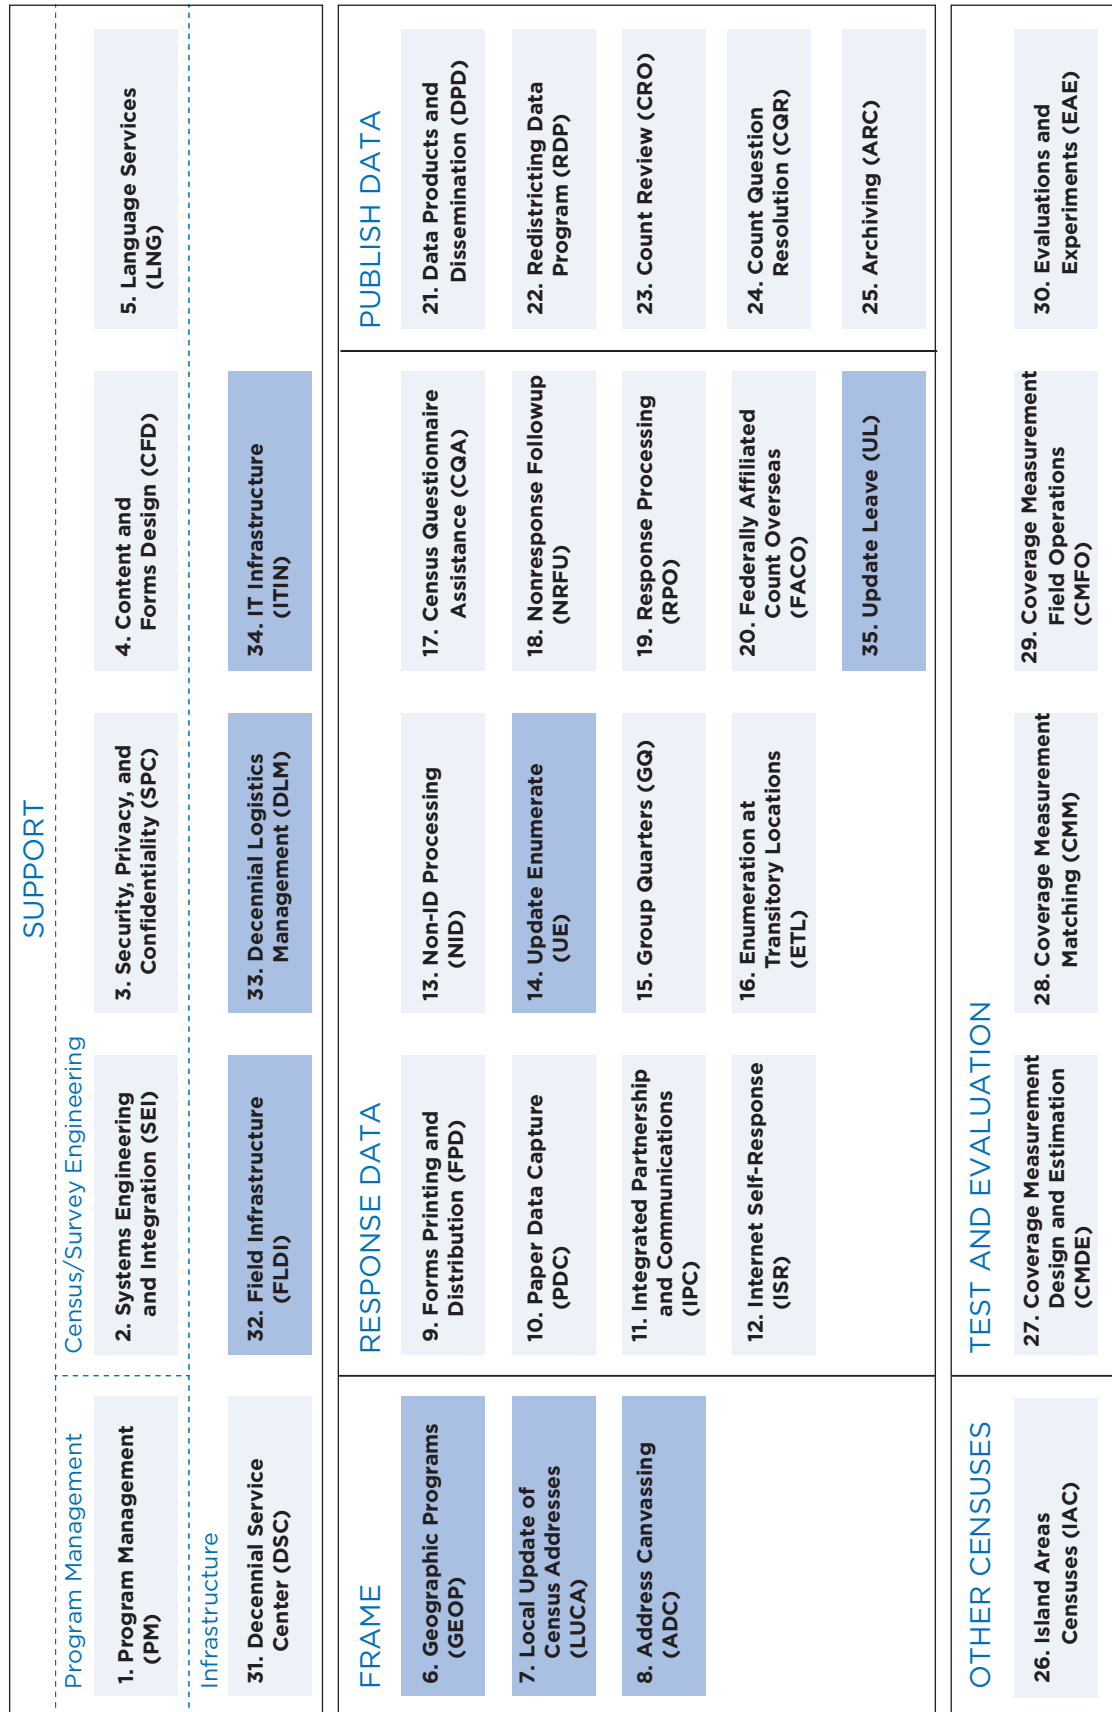 SUPPORT
Program Management
Census/Survey Engineering
1. Program Management
(PM)
2. Systems Engineering
and Integration (SEI)
3. Security, Privacy, and
Confidentiality (SPC)
4. Content and
Forms Design (CFD)
5. Language Services
(LNG)
Infrastructure
31. Decennial Service
Center (DSC)
32. Field Infrastructure
(FLDI)
33. Decennial Logistics
Management (DLM)
34. IT Infrastructure
(ITIN)
FRAME
6. Geographic Programs
(GEOP)
7. Local Update of
Census Addresses
(LUCA)
8. Address Canvassing
(ADC)
RESPONSE DATA
9. Forms Printing and
Distribution (FPD)
10. Paper Data Capture
(PDC)
11. Integrated Partnership
and Communications
(IPC)
12. Internet Self-Response
(ISR)
13. Non-ID Processing
(NID)
14. Update Enumerate
(UE)
15. Group Quarters (GQ)
16. Enumeration at
Transitory Locations
(ETL)
17. Census Questionnaire
Assistance (CQA)
18. Nonresponse Followup
(NRFU)
19. Response Processing
(RPO)
20. Federally Affiliated
Count Overseas
(FACO)
35. Update Leave (UL)
PUBLISH DATA
21. Data Products and
Dissemination (DPD)
22. Redistricting Data
Program (RDP)
23. Count Review (CRO)
24. Count Question
Resolution (CQR)
25. Archiving (ARC)
OTHER CENSUSES
26. Island Areas
Censuses (IAC)
TEST AND EVALUATION
27. Coverage Measurement
Design and Estimation
(CMDE)
28. Coverage Measurement
Matching (CMM)
29. Coverage Measurement
Field Operations
(CMFO)
30. Evaluations and
Experiments (EAE)